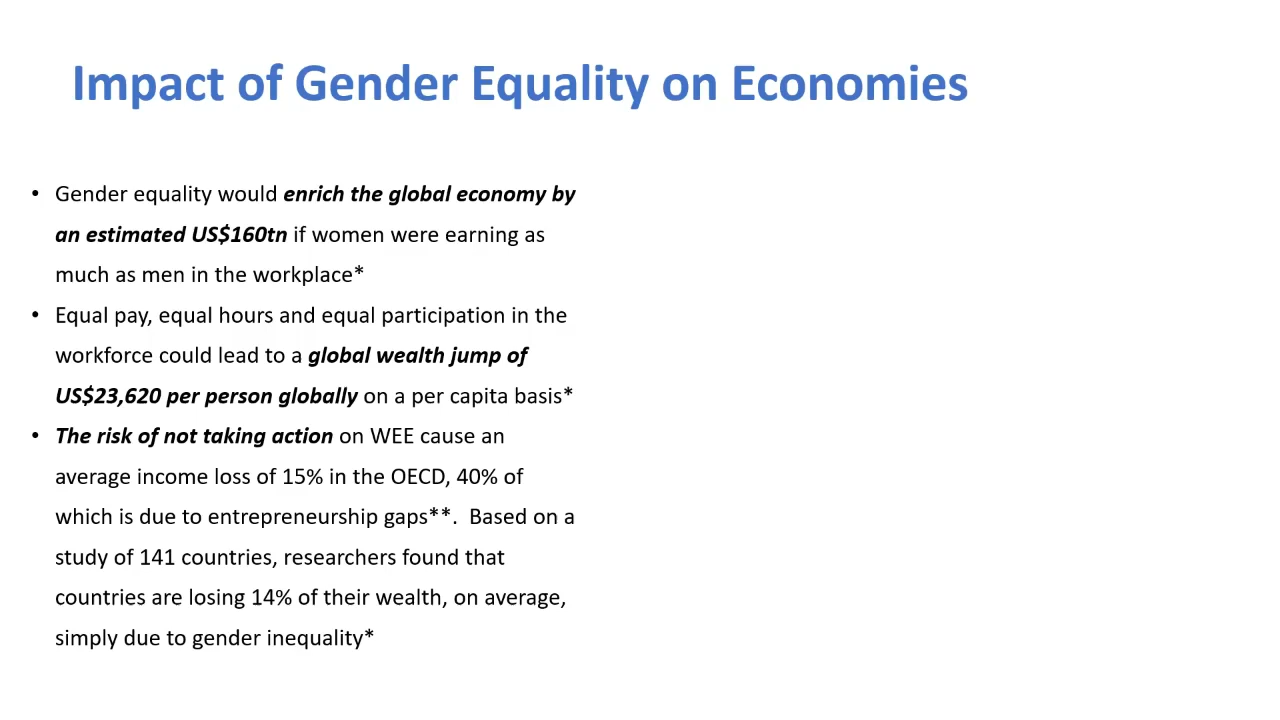 Impact of Gender Equality on Economies
• Gender equality would enrich the global economy by
an estimated US$160tn if women were earning as
much as men in the workplace*
• Equal pay, equal hours and equal participation in the
workforce could lead to a global wealth jump of
US$23,620 per person globally on a per capita basis*
• The risk of not taking action on WEE cause an
average income loss of 15% in the OECD, 40% of
which is due to entrepreneurship gaps**.  Based on a
study of 141 countries, researchers found that
countries are losing 14% of their wealth, on average,
simply due to gender inequality*